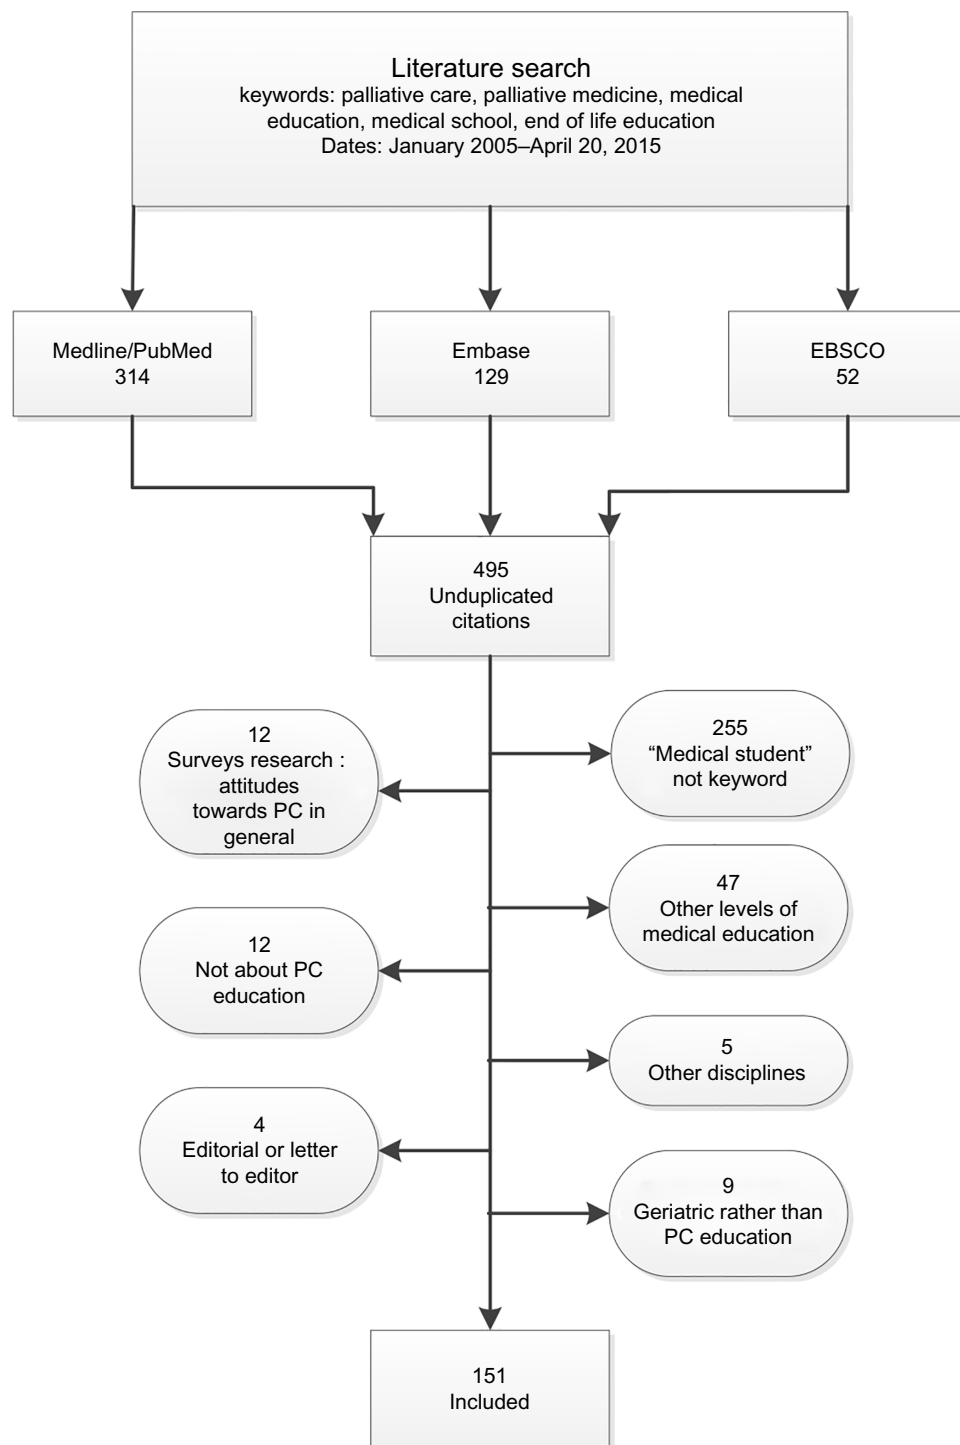 Literature search
keywords: palliative care, palliative medicine, medical
education, medical school, end of life education
Dates: January 2005–April 20, 2015
Medline/PubMed
314
Embase
129
EBSCO
52
495
Unduplicated
citations
12
Surveys research :
attitudes
towards PC in
general
255
“Medical student”
not keyword
47
Other levels of
medical education
12
Not about PC
education
5
Other disciplines
4
Editorial or letter
to editor
9
Geriatric rather than
PC education
151
Included